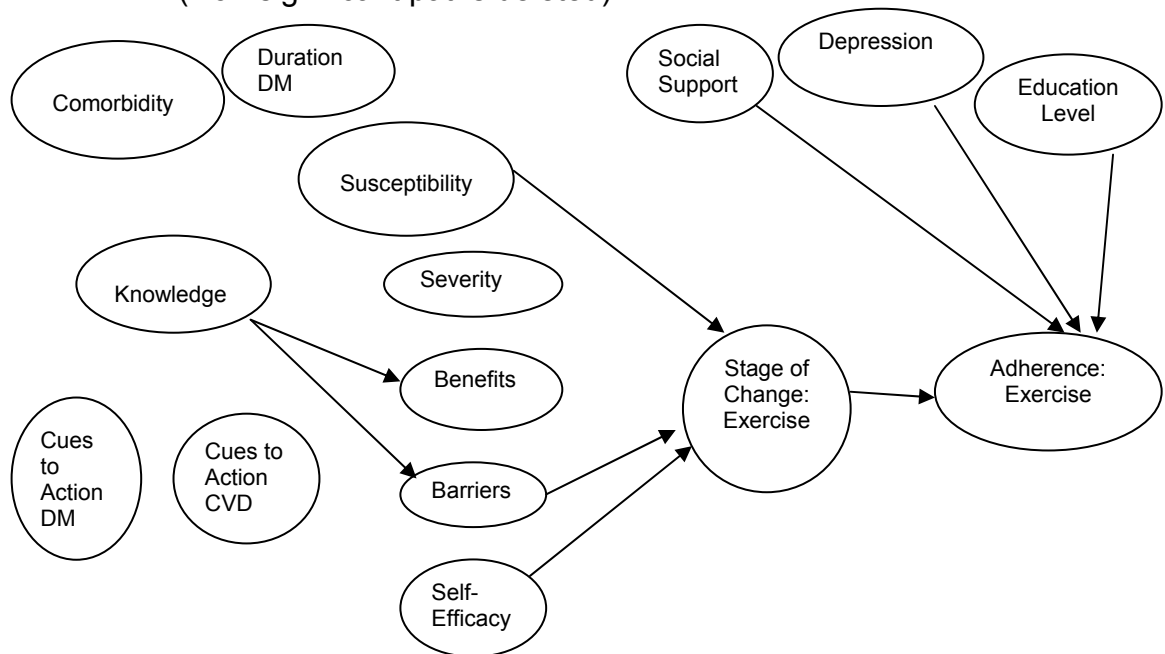 Duration
DM
Comorbidity
Social
Support
Depression
Education
Level
Susceptibility
Severity
Knowledge
Benefits
Stage of
Change:
Exercise
Adherence:
Exercise
Cues
to
Action
DM
Cues to
Action
CVD
Barriers
Self-
Efficacy